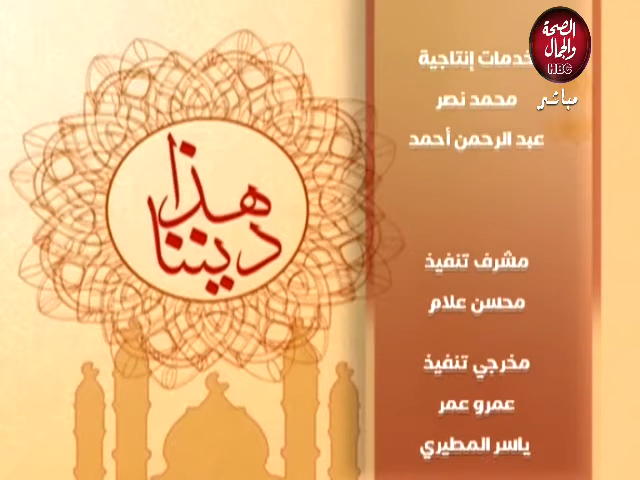 الصحة
والجمال
HBC
مباشر
خدمات إنتاجية
محمد نصر
عبد الرحمن أحمد
هذا
ديننا
مشرف تنفيذ
محسن علام
مخرجي تنفيذ
عمرو عمر
ياسر المطيري